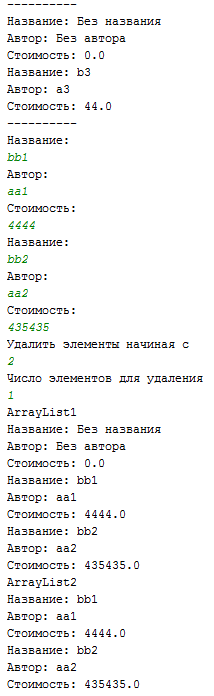 ----------
Название: Без названия
Автор: Без автора
Стоимость: 0.0
Название: b3
Автор: a3
Стоимость: 44.0
----------
Название:
bb1
Автор:
aa1
Стоимость:
4444
Название:
bb2
Автор:
aa2
Стоимость:
435435
Удалить элементы начиная с
2
Число элементов для удаления
1
ArrayList1
Название: Без названия
Автор: Без автора
Стоимость: 0.0
Название: bb1
Автор: aa1
Стоимость: 4444.0
Название: bb2
Автор: aa2
Стоимость: 435435.0
ArrayList2
Название: bb1
Автор: aa1
Стоимость: 4444.0
Название: bb2
Автор: aa2
Стоимость: 435435.0